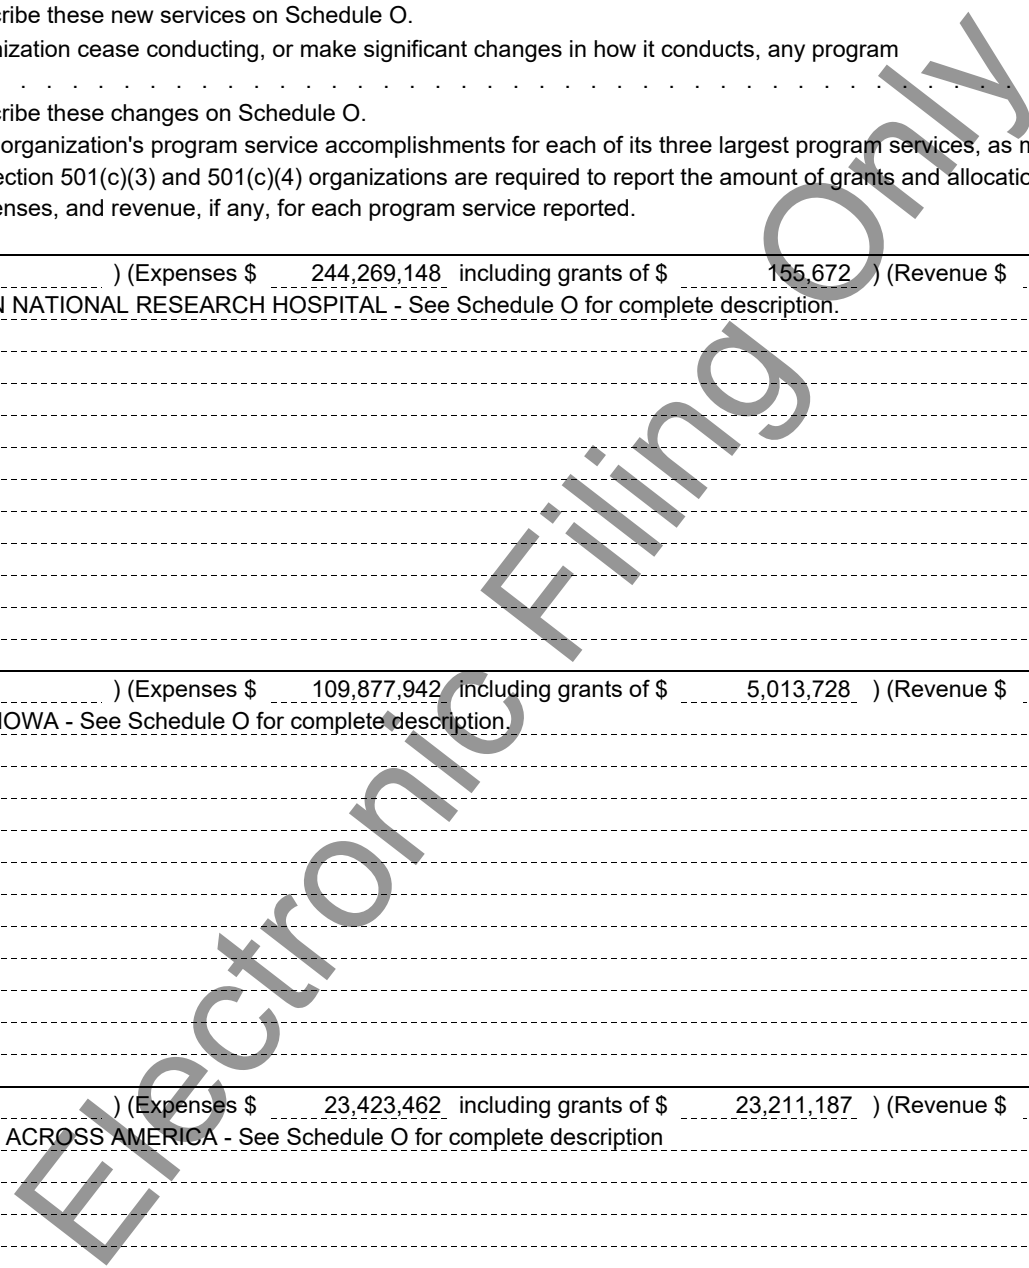 ribe these new services on Schedule O.
nization cease conducting, or make significant changes in how it conducts, any program
. . . . . . . . . . . . . . . . . . . . . . . . . . . . . . . . . . . . . . .
ribe these changes on Schedule O.
organization's program service accomplishments for each of its three largest program services, as m
ection 501(c)(3) and 501(c)(4) organizations are required to report the amount of grants and allocatio
enses, and revenue, if any, for each program service reported.
) (Expenses $ 244,269,148 including grants of $ 155,672 ) (Revenue $
N NATIONAL RESEARCH HOSPITAL - See Schedule O for complete description.
) (Expenses $ 109,877,942 including grants of $ 5,013,728 ) (Revenue $
IOWA - See Schedule O for complete description.
) (Expenses $ 23,423,462 including grants of $ 23,211,187 ) (Revenue $
ACROSS AMERICA - See Schedule O for complete description
Electronic Filing Only